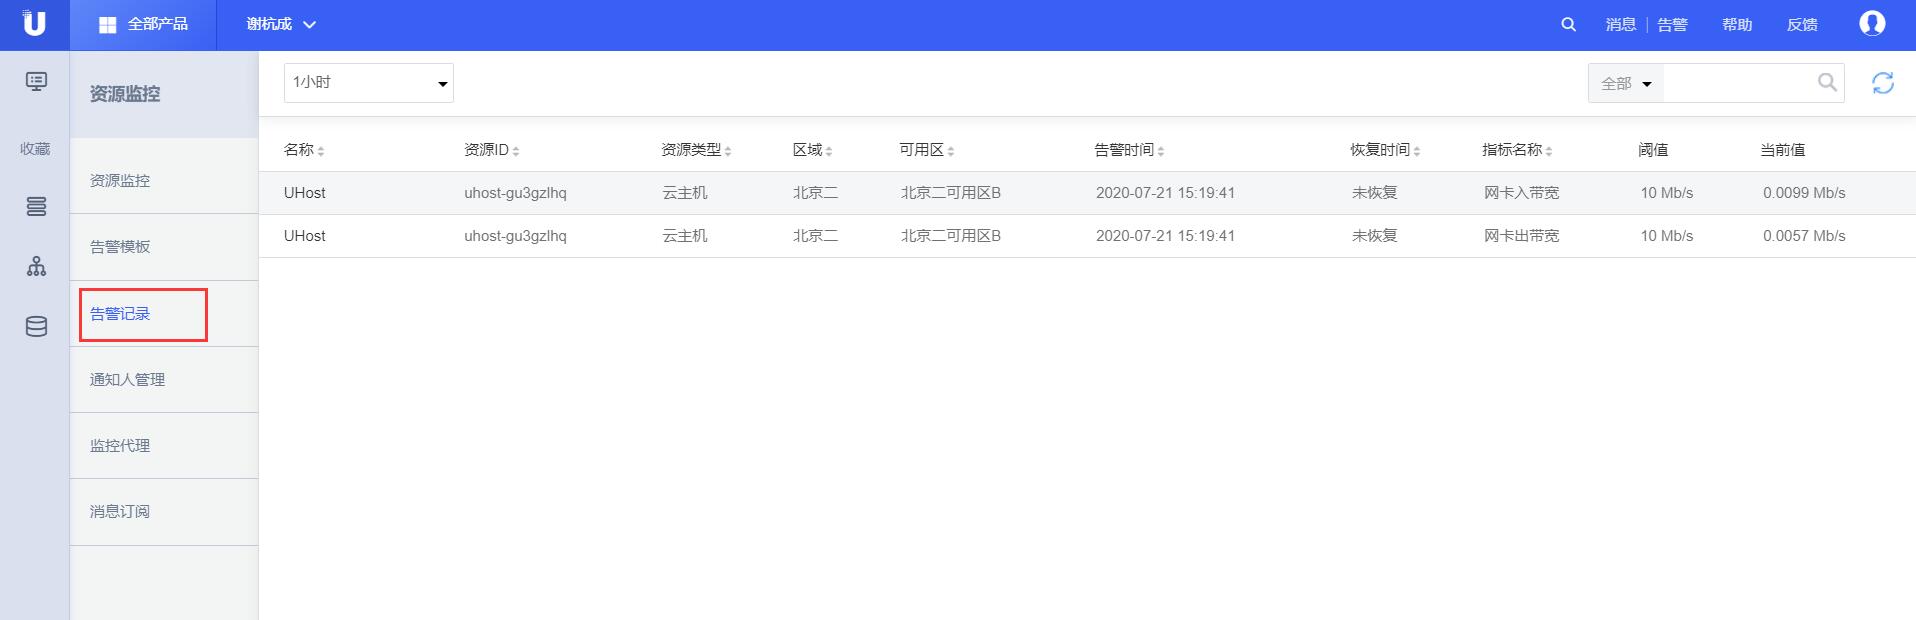 U 全部产品 谢杭成 消息 告警 帮助 反馈
收藏
资源监控
资源监控
告警模板
告警记录
通知人管理
监控代理
消息订阅
1小时 全部
名称 资源ID 资源类型 区域 可用区 告警时间 恢复时间 指标名称 阈值 当前值
UHost uhost-gu3gzlhq 云主机 北京二 北京二可用区B 2020-07-21 15:19:41 未恢复 网卡入带宽 10 Mb/s 0.0099 Mb/s
UHost uhost-gu3gzlhq 云主机 北京二 北京二可用区B 2020-07-21 15:19:41 未恢复 网卡出带宽 10 Mb/s 0.0057 Mb/s